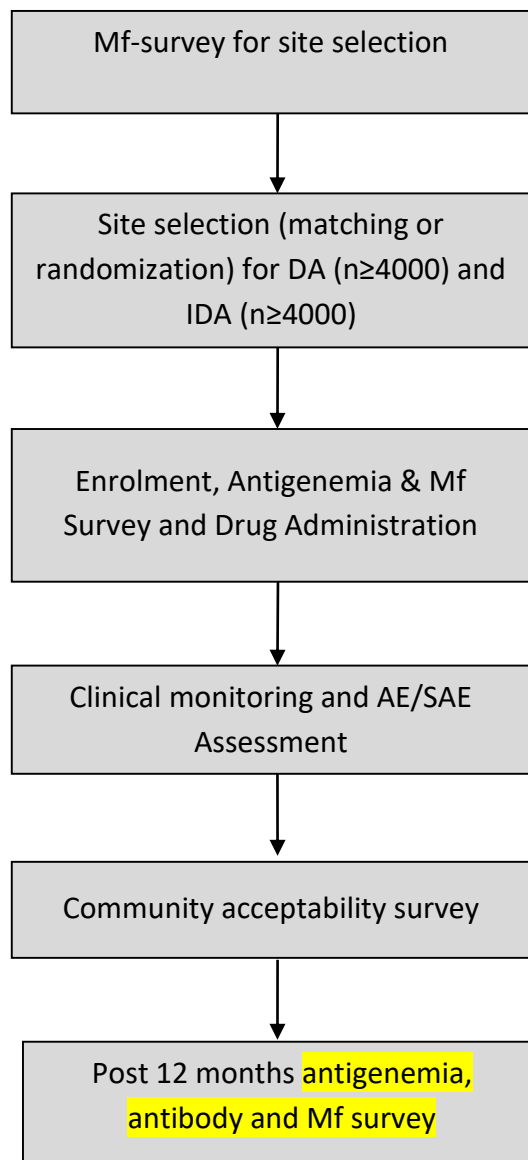 Mf-survey for site selection
Site selection (matching or
randomization) for DA (n≥4000) and
IDA (n≥4000)
Enrolment, Antigenemia & Mf
Survey and Drug Administration
Clinical monitoring and AE/SAE
Assessment
Community acceptability survey
Post 12 months antigenemia,
antibody and Mf survey